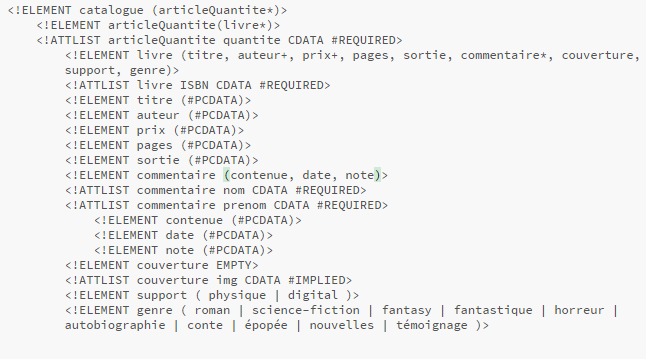 <!ELEMENT catalogue (articleQuantite*)>
<!ELEMENT articleQuantite(livre*)>
<!ATTLIST articleQuantite quantite CDATA #REQUIRED>
<!ELEMENT livre (titre, auteur+, prix+, pages, sortie, commentaire*, couverture,
support, genre)>
<!ATTLIST livre ISBN CDATA #REQUIRED>
<!ELEMENT titre (#PCDATA)>
<!ELEMENT auteur (#PCDATA)>
<!ELEMENT prix (#PCDATA)>
<!ELEMENT pages (#PCDATA)>
<!ELEMENT sortie (#PCDATA)>
<!ELEMENT commentaire (contenue, date, note)>
<!ATTLIST commentaire nom CDATA #REQUIRED>
<!ATTLIST commentaire prenom CDATA #REQUIRED>
<!ELEMENT contenue (#PCDATA)>
<!ELEMENT date (#PCDATA)>
<!ELEMENT note (#PCDATA)>
<!ELEMENT couverture EMPTY>
<!ATTLIST couverture img CDATA #IMPLIED>
<!ELEMENT support ( physique | digital )>
<!ELEMENT genre ( roman | science-fiction | fantasy | fantastique | horreur |
autobiographie | conte | épopée | nouvelles | témoignage )>